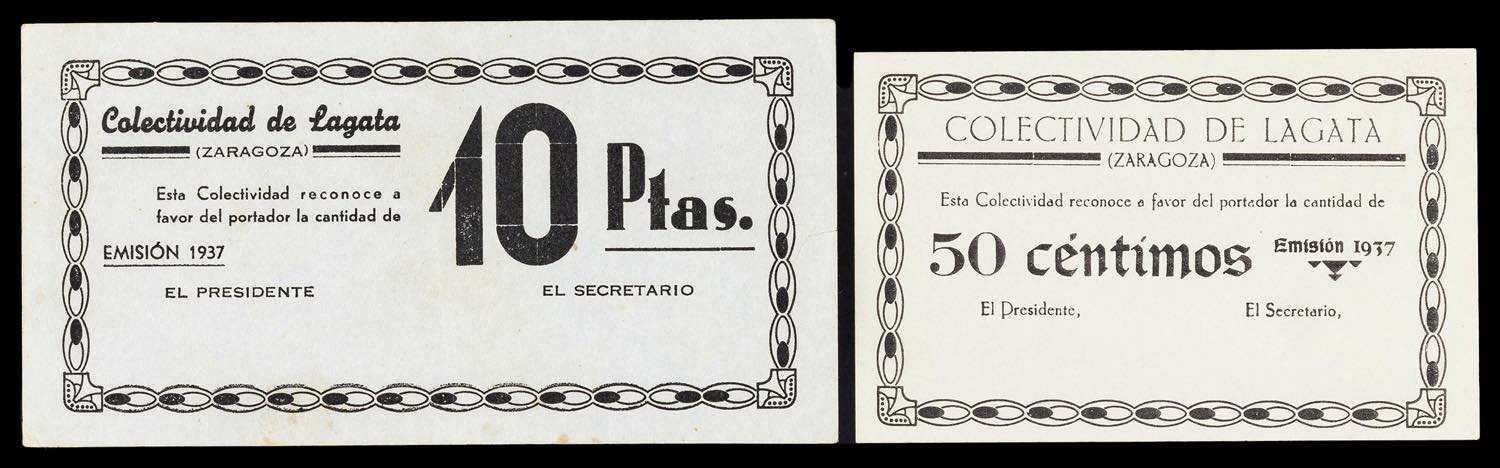 Colectividad de Lagata
(ZARAGOZA)
Esta Colectividad reconoce a
favor del portador la cantidad de
EMISIÓN 1937
10 Ptas.
EL PRESIDENTE
EL SECRETARIO
COLECTIVIDAD DE LAGATA
(ZARAGOZA)
Esta Colectividad reconoce a favor del portador la cantidad de
50 céntimos
Emisión 1937
El Presidente,
El Secretario,